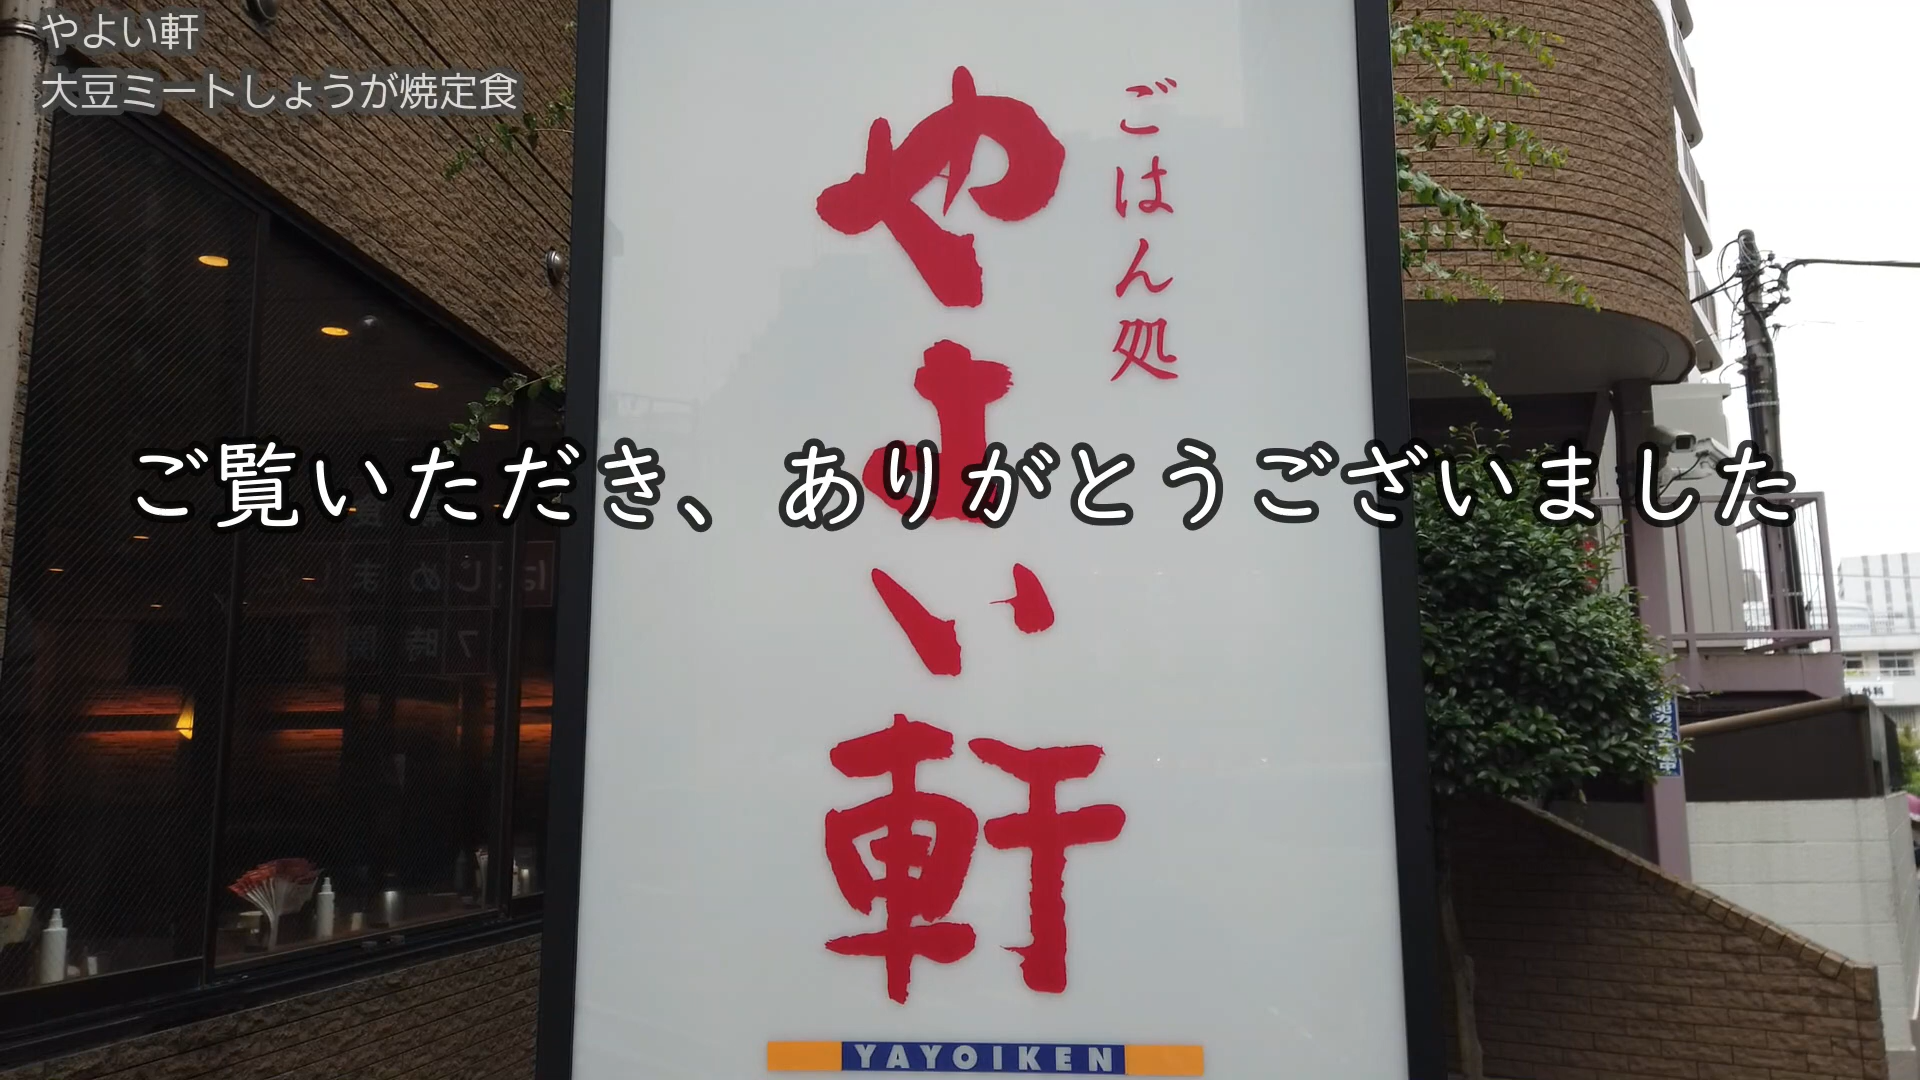 やよい軒
大豆ミートしょうが焼定食
ごはん処
やよい軒
ご覧いただき、ありがとうございました
YAYOIKEN